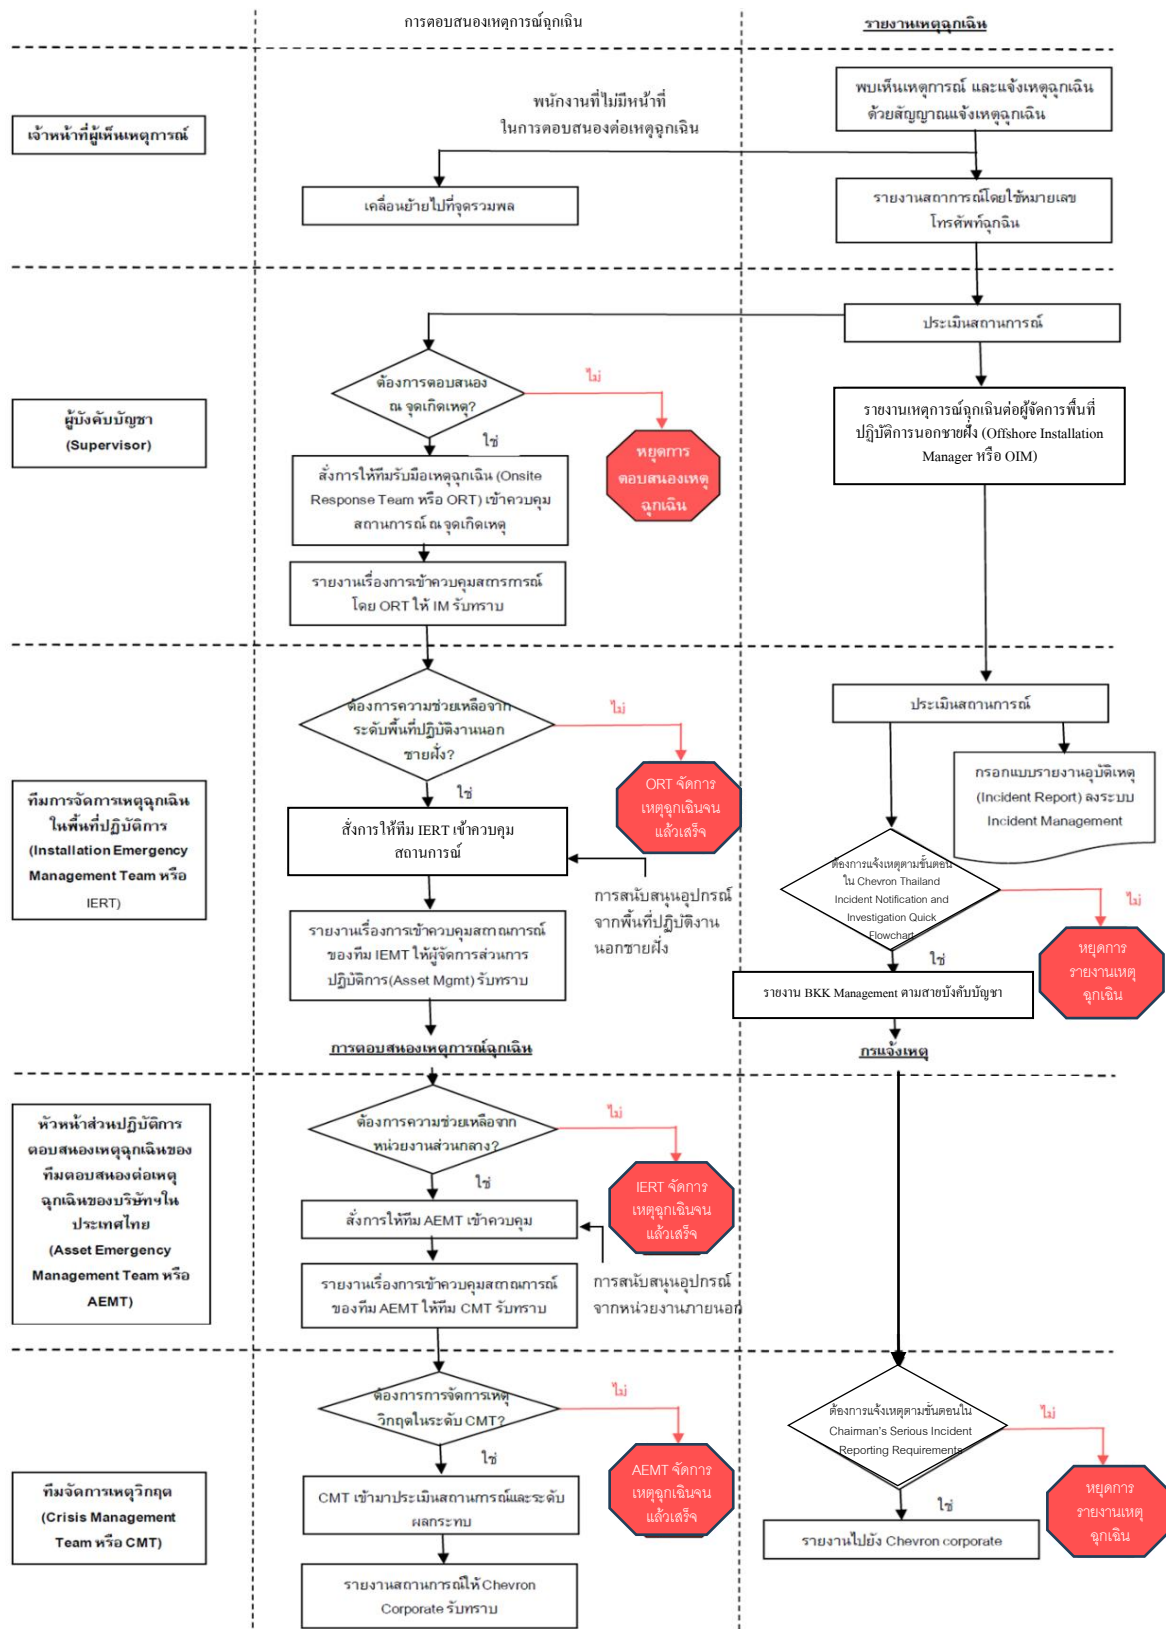 การตอบสนองเหตุการณ์ฉุกเฉิน
รายงานเหตุฉุกเฉิน
เจ้าหน้าที่ผู้เห็นเหตุการณ์
พนักงานที่ไม่มีหน้าที่
ในการตอบสนองต่อเหตุฉุกเฉิน
พบเห็นเหตุการณ์ และแจ้งเหตุฉุกเฉิน
ด้วยสัญญาณแจ้งเหตุฉุกเฉิน
เคลื่อนย้ายไปที่จุดรวมพล
รายงานสถาการณ์โดยใช้หมายเลข
โทรศัพท์ฉุกฉิน
ประเมินสถานการณ์
ผู้บังคับบัญชา
(Supervisor)
ต้องการตอบสนอง
ณ จุดเกิดเหตุ?
ไม่
ใช่
หยุดการ
ตอบสนองเหตุ
ฉุกเฉิน
สั่งการให้ทีมรับมือเหตุฉุกเฉิน (Onsite
Response Team หรือ ORT) เข้าควบคุม
สถานการณ์ ณ จุดเกิดเหตุ
รายงานเรื่องการเข้าควบคุมสถารการณ์
โดย ORT ให้ IM รับทราบ
รายงานเหตุการณ์ฉุกเฉินต่อผู้จัดการพื้นที่
ปฏิบัติการนอกชายฝั่ง (Offshore Installation
Manager หรือ OIM)
ทีมการจัดการเหตุฉุกเฉิน
ในพื้นที่ปฏิบัติการ
(Installation Emergency
Management Team หรือ
IERT)
ต้องการความช่วยเหลือจาก
ระดับพื้นที่ปฏิบัติงานนอก
ชายฝั่ง?
ไม่
ใช่
ORT จัดการ
เหตุฉุกเฉินจน
แล้วเสร็จ
สั่งการให้ทีม IERT เข้าควบคุม
สถานการณ์
การสนับสนุนอุปกรณ์
จากพื้นที่ปฏิบัติงาน
นอกชายฝั่ง
รายงานเรื่องการเข้าควบคุมสถาณการณ์
ของทีม IEMT ให้ผู้จัดการส่วนการ
ปฏิบัติการ(Asset Mgmt) รับทราบ
ประเมินสถานการณ์
กรอกแบบรายงานอุบัติเหตุ
(Incident Report) ลงระบบ
Incident Management
ต้องการแจ้งเหตุตามขั้นตอน
ใน Chevron Thailand
Incident Notification and
Investigation Quick
Flowchart
ไม่
ใช่
หยุดการ
รายงานเหตุ
ฉุกเฉิน
รายงาน BKK Management ตามสายบังคับบัญชา
การตอบสนองเหตุการณ์ฉุกเฉิน
กรแจ้งเหตุ
หัวหน้าส่วนปฏิบัติการ
ตอบสนองเหตุฉุกเฉินของ
ทีมตอบสนองต่อเหตุ
ฉุกเฉินของบริษัทฯใน
ประเทศไทย
(Asset Emergency
Management Team หรือ
AEMT)
ต้องการความช่วยเหลือจาก
หน่วยงานส่วนกลาง?
ไม่
ใช่
IERT จัดการ
เหตุฉุกเฉินจน
แล้วเสร็จ
สั่งการให้ทีม AEMT เข้าควบคุม
การสนับสนุนอุปกรณ์
จากหน่วยงานภายนอก
รายงานเรื่องการเข้าควบคุมสถาณการณ์
ของทีม AEMT ให้ทีม CMT รับทราบ
ทีมจัดการเหตุวิกฤต
(Crisis Management
Team หรือ CMT)
ต้องการการจัดการเหตุ
วิกฤตในระดับ CMT?
ไม่
ใช่
AEMT จัดการ
เหตุฉุกเฉินจน
แล้วเสร็จ
CMT เข้ามาประเมินสถานการณ์และระดับ
ผลกระทบ
รายงานสถานการณ์ให้ Chevron
Corporate รับทราบ
ต้องการแจ้งเหตุตามขั้นตอนใน
Chairman's Serious Incident
Reporting Requirements
ไม่
ใช่
หยุดการ
รายงานเหตุ
ฉุกเฉิน
รายงานไปยัง Chevron corporate